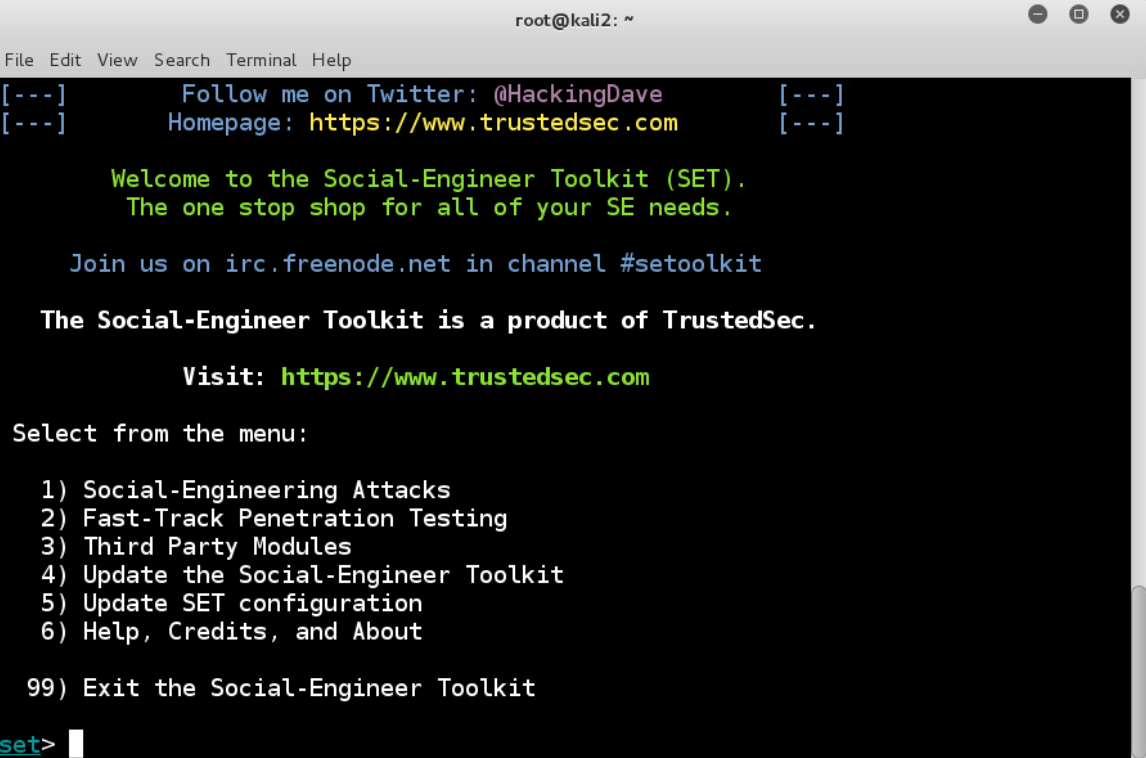 root@kali2: ~
File Edit View Search Terminal Help
[---] Follow me on Twitter: @HackingDave [---]
[---] Homepage: https://www.trustedsec.com [---]
Welcome to the Social-Engineer Toolkit (SET).
The one stop shop for all of your SE needs.
Join us on irc.freenode.net in channel #setoolkit
The Social-Engineer Toolkit is a product of TrustedSec.
Visit: https://www.trustedsec.com
Select from the menu:
1) Social-Engineering Attacks
2) Fast-Track Penetration Testing
3) Third Party Modules
4) Update the Social-Engineer Toolkit
5) Update SET configuration
6) Help, Credits, and About
99) Exit the Social-Engineer Toolkit
set>